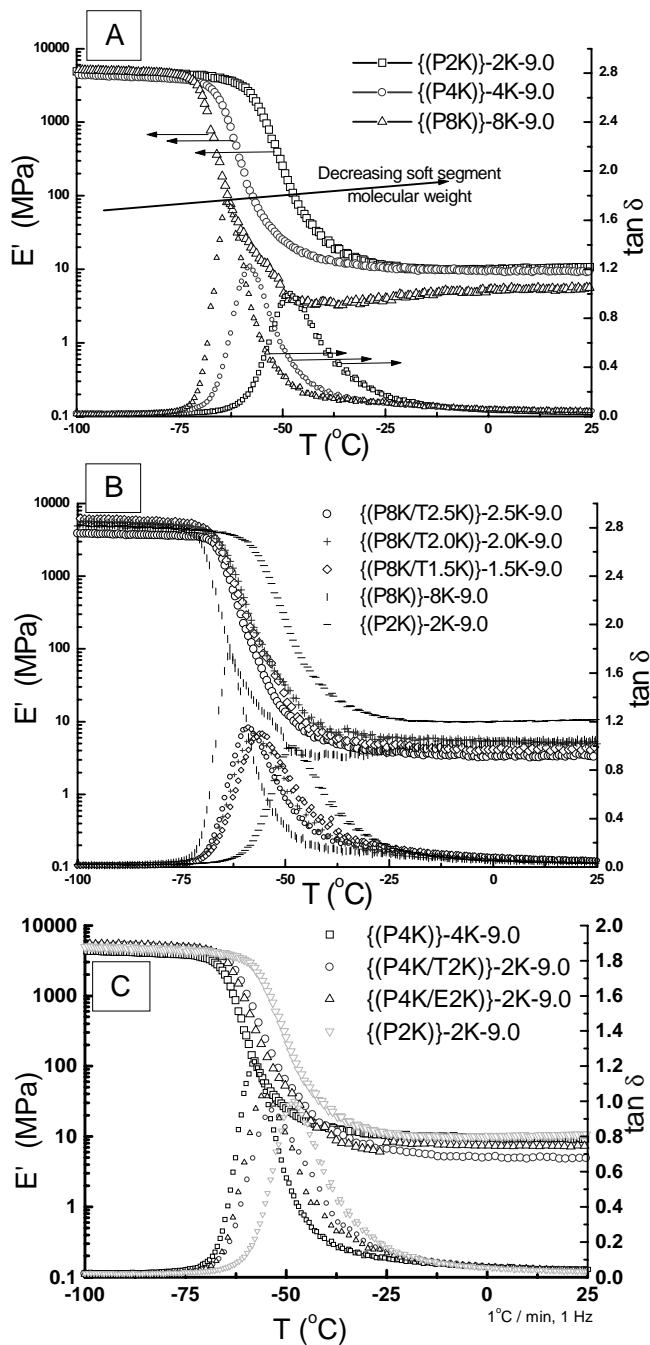 A
10000
1000
100
10
1
0.1
E' (MPa)
{(P2K)}-2K-9.0
{(P4K)}-4K-9.0
{(P8K)}-8K-9.0
Decreasing soft segment
molecular weight
2.8
2.4
2.0
1.6
1.2
0.8
0.4
0.0
tan δ
-100 -75 -50 -25 0 25
T (°C)
B
10000
1000
100
10
1
0.1
E' (MPa)
{(P8K/T2.5K)}-2.5K-9.0
{(P8K/T2.0K)}-2.0K-9.0
{(P8K/T1.5K)}-1.5K-9.0
{(P8K)}-8K-9.0
{(P2K)}-2K-9.0
2.8
2.4
2.0
1.6
1.2
0.8
0.4
0.0
tan δ
-100 -75 -50 -25 0 25
T (°C)
C
10000
1000
100
10
1
0.1
E' (MPa)
{(P4K)}-4K-9.0
{(P4K/T2K)}-2K-9.0
{(P4K/E2K)}-2K-9.0
{(P2K)}-2K-9.0
2.0
1.8
1.6
1.4
1.2
1.0
0.8
0.6
0.4
0.2
0.0
tan δ
-100 -75 -50 -25 0 25
T (°C)
1°C / min, 1 Hz